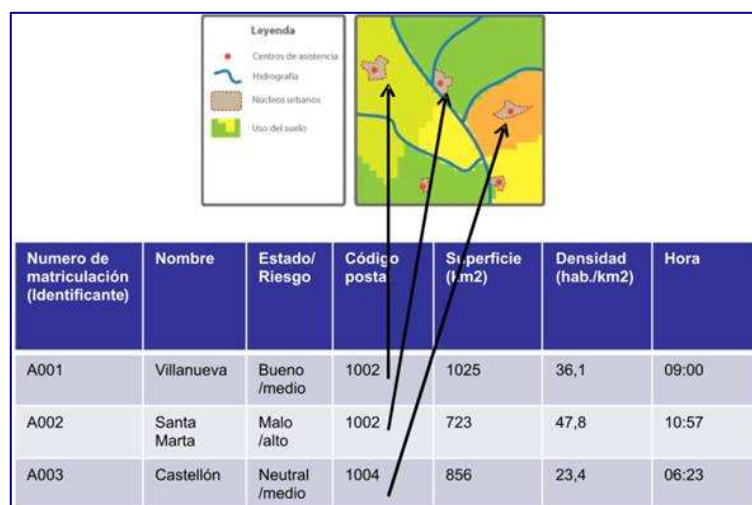 Leyenda
Centros de asistencia
Hidrografía
Núcleos urbanos
Uso del suelo
Numero de
matriculación
(Identificante)
Nombre
Estado/
Riesgo
Código
posta
Superficie
(km2)
Densidad
(hab./km2)
Hora
A001
Villanueva
Bueno
/medio
1002
1025
36,1
09:00
A002
Santa
Marta
Malo
/alto
1002
723
47,8
10:57
A003
Castellón
Neutral
/medio
1004
856
23,4
06:23